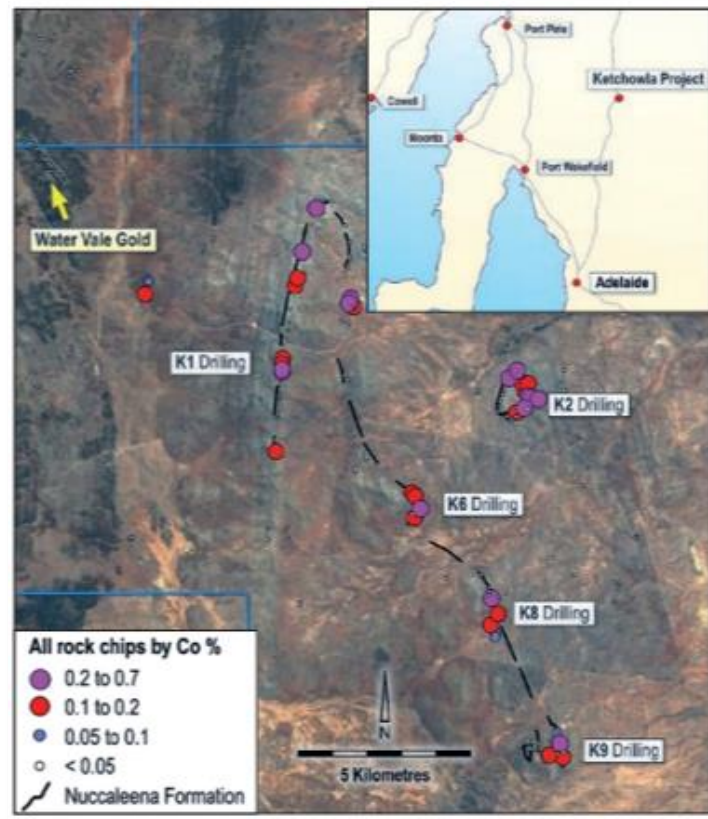 Port Pirie
Ketchowla Project
Cowell
Moonta
Port Wakefield
Adelaide
Water Vale Gold
K1 Drilling
K2 Drilling
K6 Drilling
K8 Drilling
K9 Drilling
All rock chips by Co %
0.2 to 0.7
0.1 to 0.2
0.05 to 0.1
< 0.05
Nuccaleena Formation
N
5 Kilometres